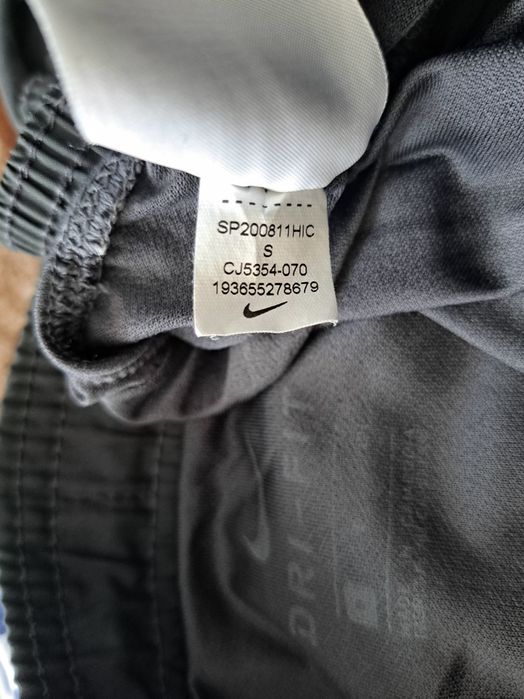 SP200811HIC
S
CJ5354-070
193655278679
DRI-FIT